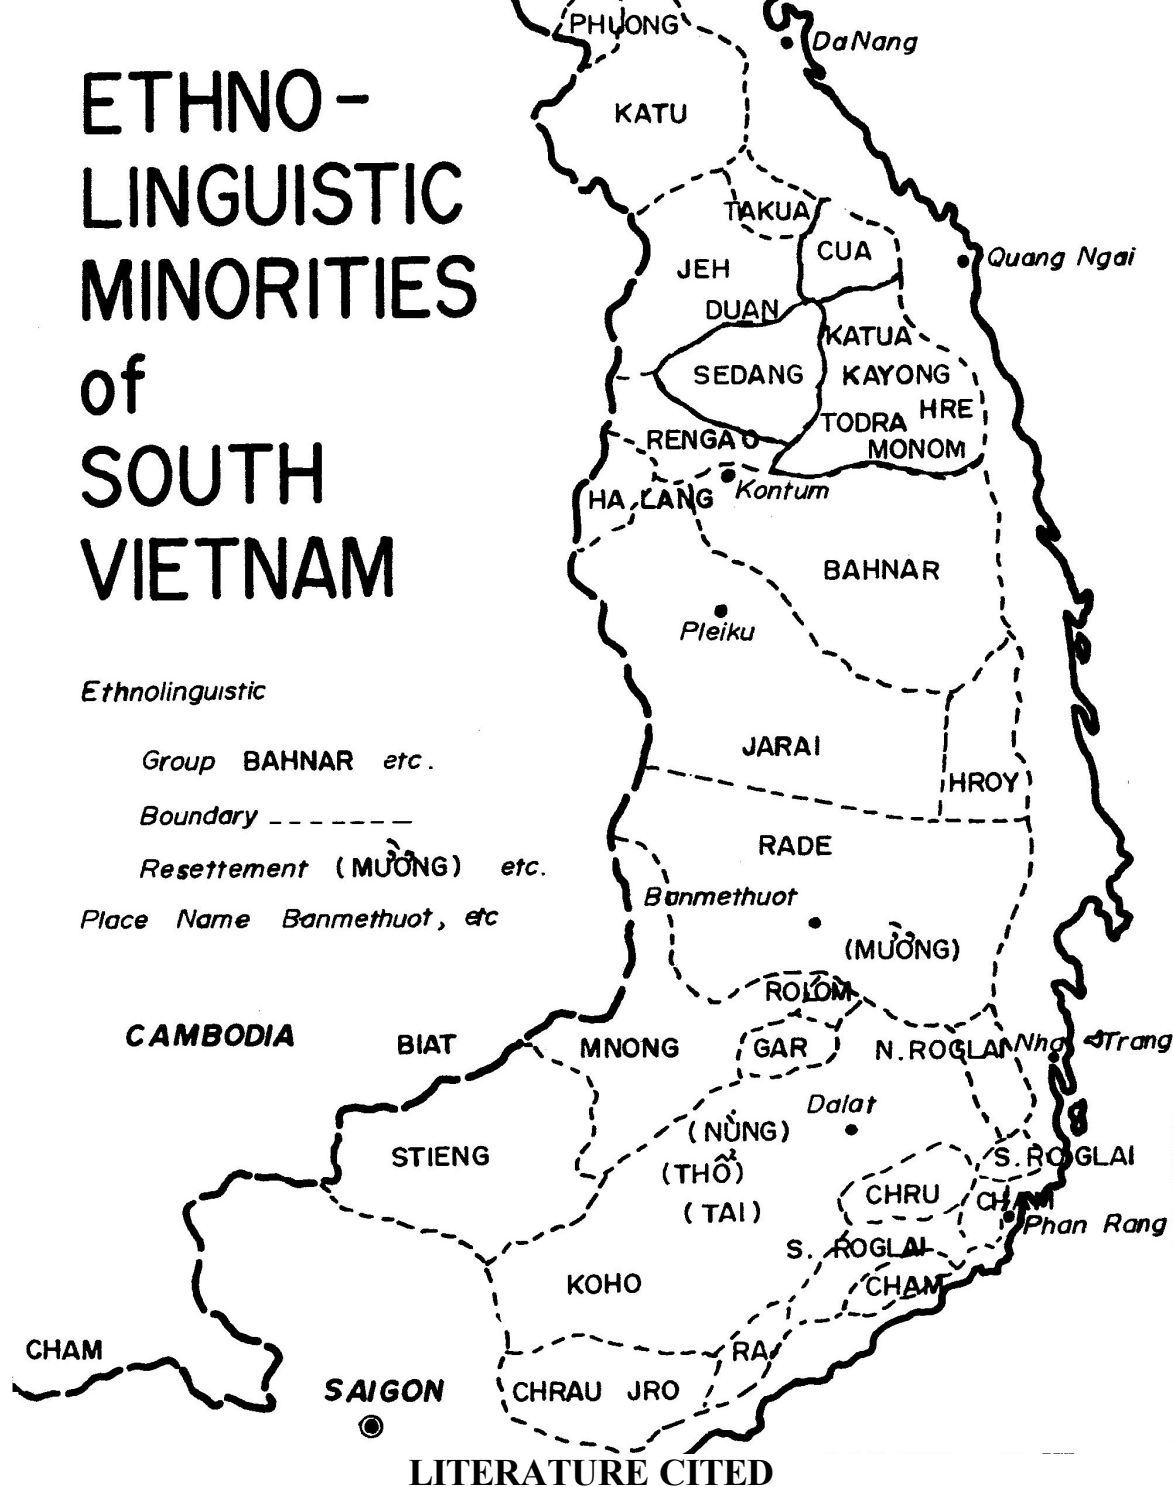 ETHNO-
LINGUISTIC
MINORITIES
of
SOUTH
VIETNAM
Ethnolinguistic
Group BAHNAR etc.
Boundary -------
Resettement (MƯỜNG) etc.
Place Name Banmethuot, etc
PHUONG
DaNang
KATU
TAKUA
CUA
Quang Ngai
JEH
DUAN
KATUA
SEDANG
KAYONG
HRE
TODRA
RENGAO
MONOM
HALANG
Kontum
BAHNAR
Pleiku
JARAI
HROY
RADE
Banmethuot
(MƯỜNG)
ROLOM
CAMBODIA
BIAT
MNONG
GAR
N. ROGLAI
Nha Trang
Dalat
(NÙNG)
STIENG
(THỔ)
S. ROGLAI
CHRU
CHAM
(TAI)
Phan Rang
S. ROGLAI
KOHO
CHAM
CHAM
RAI
SAIGON
CHRAU JRO
LITERATURE CITED